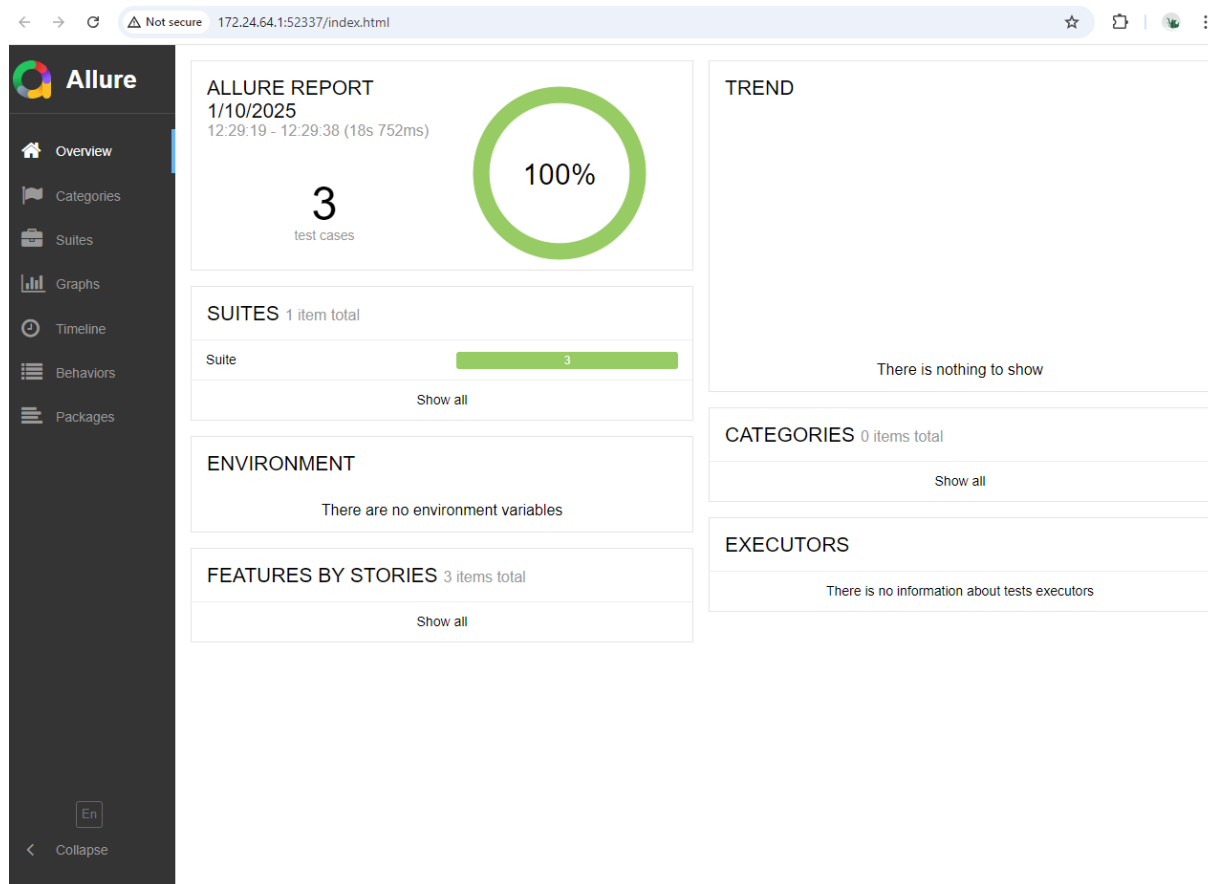 Not secure 172.24.64.1:52337/index.html
Allure
Overview
Categories
Suites
Graphs
Timeline
Behaviors
Packages
En
Collapse
ALLURE REPORT
1/10/2025
12:29:19 - 12:29:38 (18s 752ms)
3
test cases
100%
SUITES 1 item total
Suite 3
Show all
ENVIRONMENT
There are no environment variables
FEATURES BY STORIES 3 items total
Show all
TREND
There is nothing to show
CATEGORIES 0 items total
Show all
EXECUTORS
There is no information about tests executors